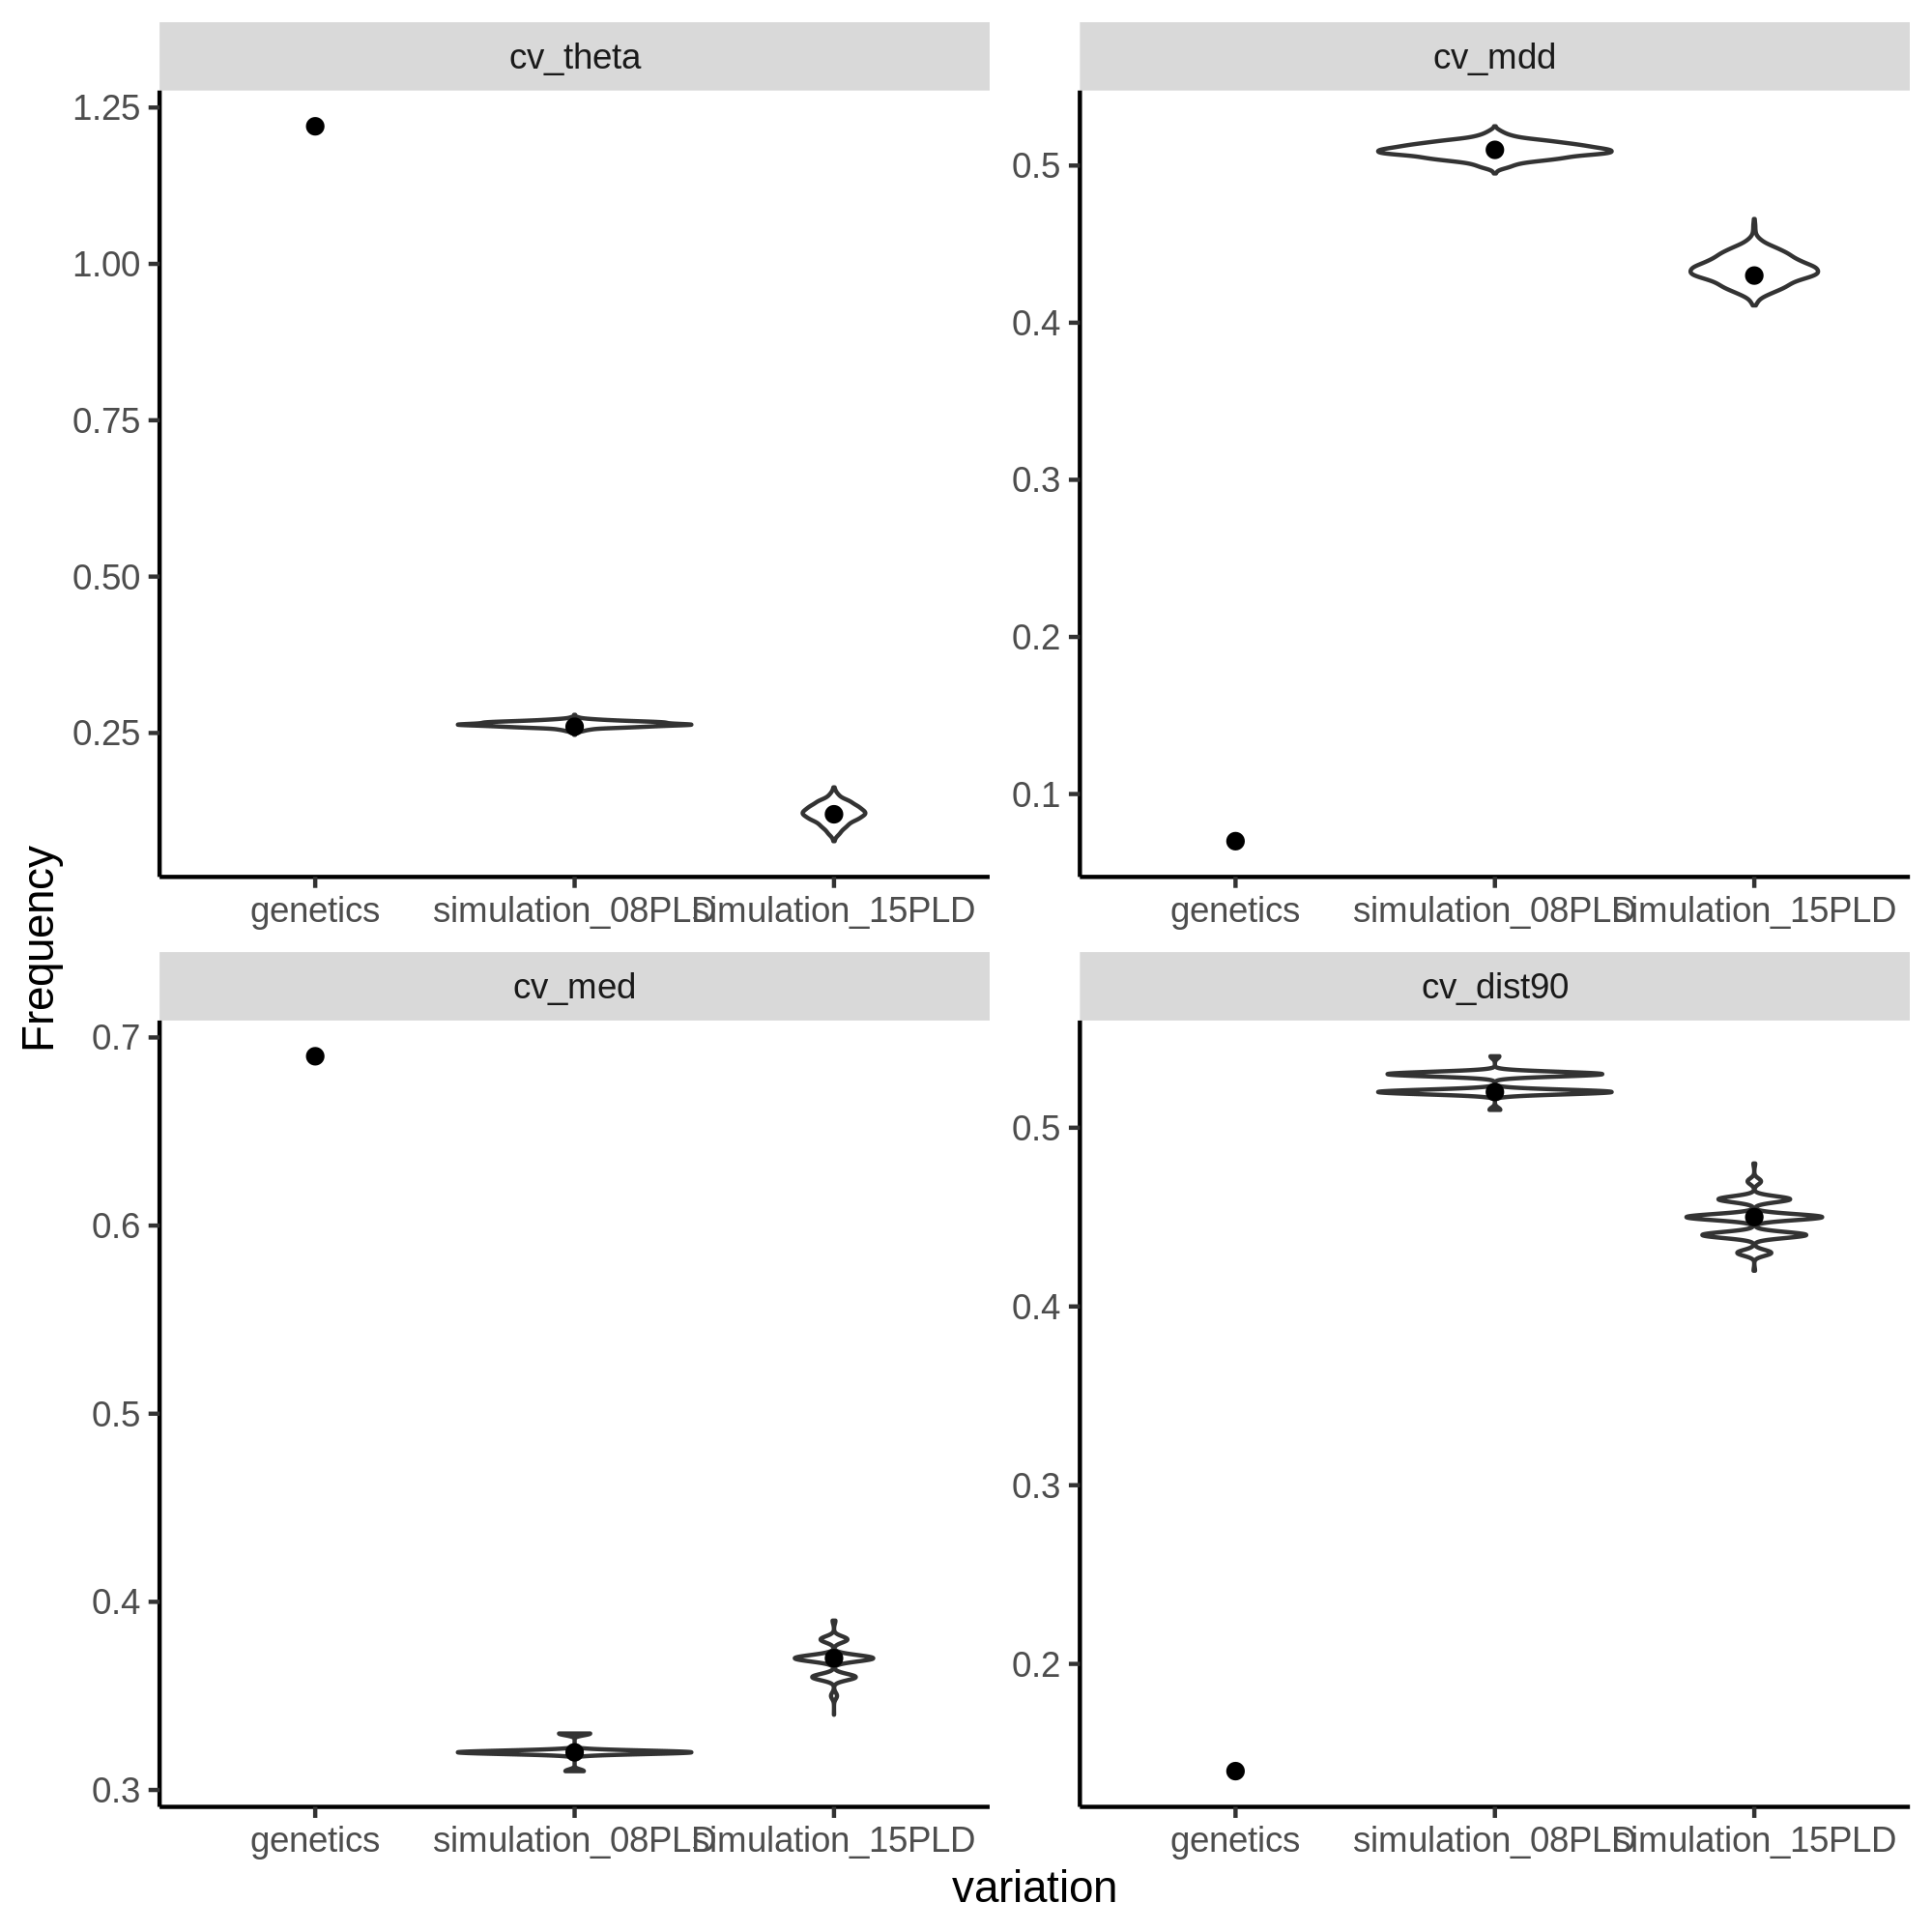 cv_theta
cv_mdd
1.25
1.00
0.75
0.50
0.25
0.5
0.4
0.3
0.2
0.1
genetics simulation_08PLD simulation_15PLD
genetics simulation_08PLD simulation_15PLD
Frequency
cv_med
cv_dist90
0.7
0.6
0.5
0.4
0.3
0.5
0.4
0.3
0.2
genetics simulation_08PLD simulation_15PLD
genetics simulation_08PLD simulation_15PLD
variation